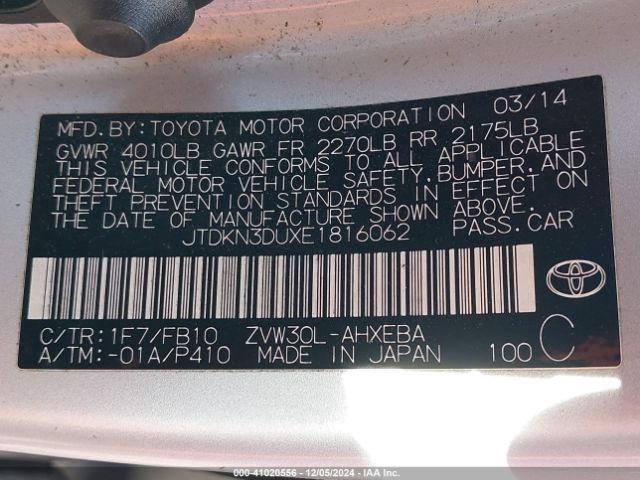 MFD.BY:TOYOTA MOTOR CORPORATION 03/14
GVWR 4010LB GAWR FR 2270LB RR 2175LB
THIS VEHICLE CONFORMS TO ALL APPLICABLE
FEDERAL MOTOR VEHICLE SAFETY,BUMPER,AND
THEFT PREVENTION STANDARDS IN EFFECT ON
THE DATE OF MANUFACTURE SHOWN ABOVE.
JTDKN3DUXE1816062 PASS.CAR
C/TR:1F7/FB10 ZVW30L-AHXEBA
A/TM:-01A/P410 MADE IN JAPAN 100 C
000-41020556 - 12/05/2024 - IAA Inc.